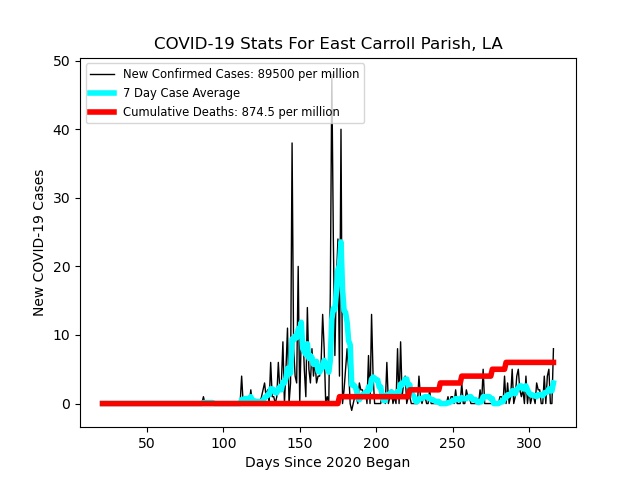 COVID-19 Stats For East Carroll Parish, LA
New Confirmed Cases: 89500 per million
7 Day Case Average
Cumulative Deaths: 874.5 per million
New COVID-19 Cases
50
40
30
20
10
0
50 100 150 200 250 300
Days Since 2020 Began